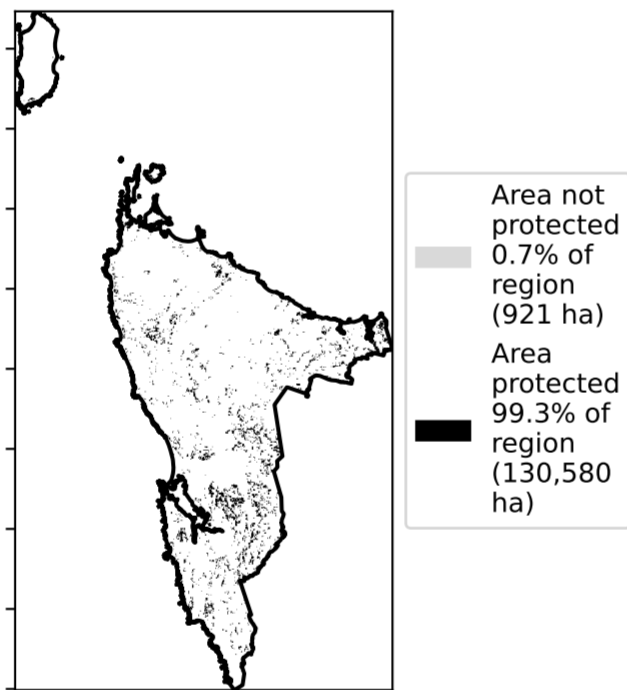 Area not
protected
0.7% of
region
(921 ha)
Area
protected
99.3% of
region
(130,580
ha)